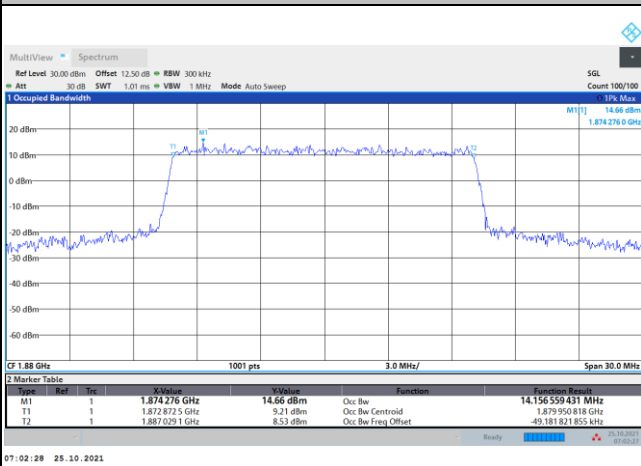 MultiView Spectrum
Ref Level 30.00 dBm Offset 12.50 dB RBW 300 kHz SGL
Att 30 dB SWT 1.01 ms VBW 1 MHz Mode Auto Sweep Count 100/100
1 Occupied Bandwidth 1Pk Max
M1[1] 14.66 dBm
1.874 276 0 GHz
20 dBm
M1
T1 T2
10 dBm
0 dBm
-10 dBm
-20 dBm
-30 dBm
-40 dBm
-50 dBm
-60 dBm
CF 1.88 GHz 1001 pts 3.0 MHz/ Span 30.0 MHz
2 Marker Table
Type Ref Trc X-Value Y-Value Function Function Result
M1 1 1.874 276 GHz 14.66 dBm Occ Bw 14.156 559 431 MHz
T1 1 1.872 872 5 GHz 9.21 dBm Occ Bw Centroid 1.879 950 818 GHz
T2 1 1.887 029 1 GHz 8.53 dBm Occ Bw Freq Offset -49.181 821 855 kHz
Ready 25.10.2021
07:02:27
07:02:28 25.10.2021